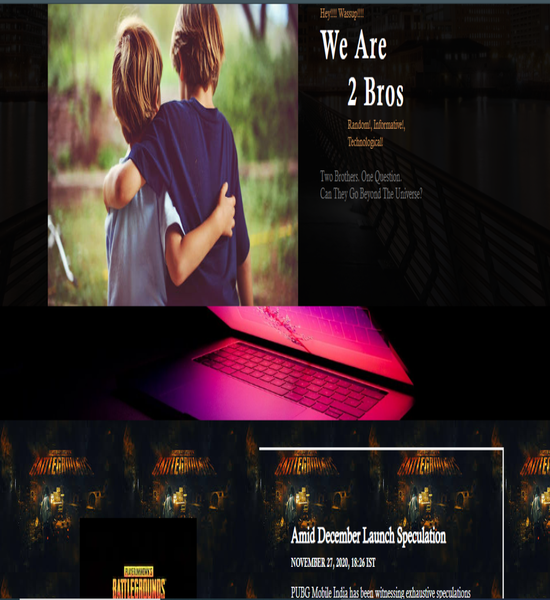 Hey!!!! Wassup!!!!
We Are
2 Bros
Random!, Informative!,
Technological!
Two Brothers. One Question.
Can They Go Beyond The Universe?
BATTLEGROUNDS
BATTLEGROUNDS
BATTLEGROUNDS
BATTLEGROUNDS
Amid December Launch Speculation
NOVEMBER 27, 2020, 18:26 IST
PLAYERUNKNOWN'S
BATTLEGROUNDS
PUBG Mobile India has been witnessing exhaustive speculations